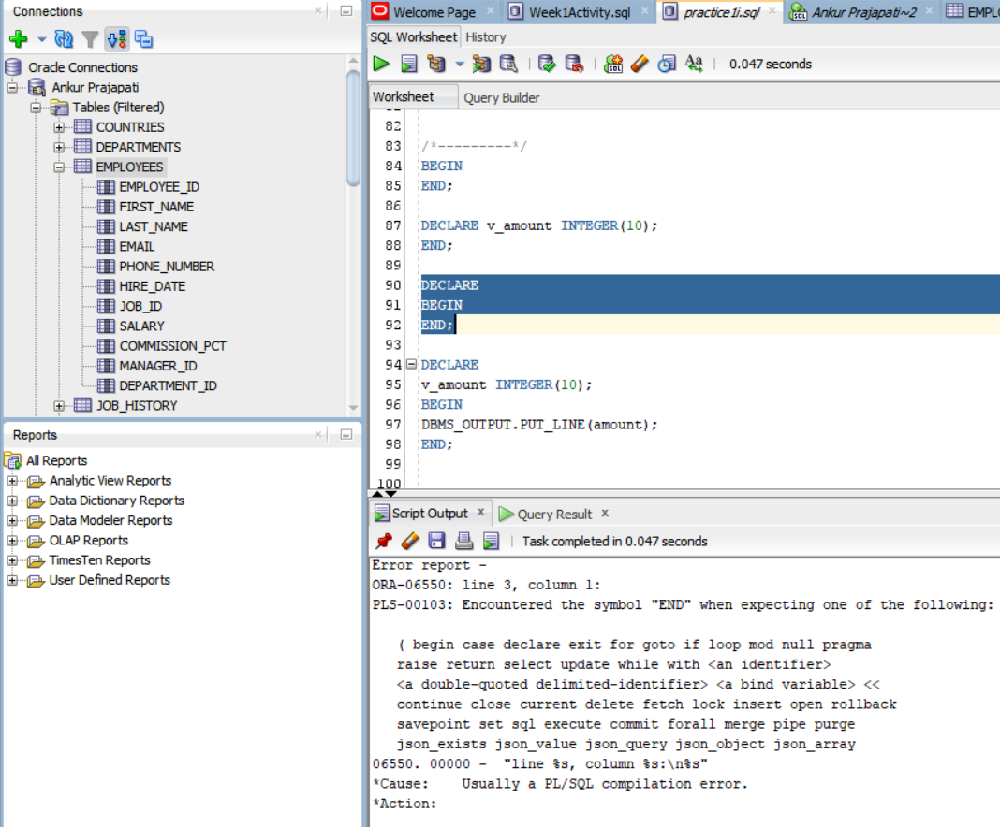 Connections
Oracle Connections
Ankur Prajapati
Tables (Filtered)
COUNTRIES
DEPARTMENTS
EMPLOYEES
EMPLOYEE_ID
FIRST_NAME
LAST_NAME
EMAIL
PHONE_NUMBER
HIRE_DATE
JOB_ID
SALARY
COMMISSION_PCT
MANAGER_ID
DEPARTMENT_ID
JOB_HISTORY
Reports
All Reports
Analytic View Reports
Data Dictionary Reports
Data Modeler Reports
OLAP Reports
TimesTen Reports
User Defined Reports
Welcome Page Week1Activity.sql practice1i.sql Ankur Prajapati~2 EMPLO
SQL Worksheet History
SQL Aa 0.047 seconds
Worksheet Query Builder
82
83 /*---------*/
84 BEGIN
85 END;
86
87 DECLARE v_amount INTEGER(10);
88 END;
89
90 DECLARE
91 BEGIN
92 END;
93
94 DECLARE
95 v_amount INTEGER(10);
96 BEGIN
97 DBMS_OUTPUT.PUT_LINE(amount);
98 END;
99
100
Script Output x Query Result x
Task completed in 0.047 seconds
Error report -
ORA-06550: line 3, column 1:
PLS-00103: Encountered the symbol "END" when expecting one of the following:
( begin case declare exit for goto if loop mod null pragma
raise return select update while with <an identifier>
<a double-quoted delimited-identifier> <a bind variable> <<
continue close current delete fetch lock insert open rollback
savepoint set sql execute commit forall merge pipe purge
json_exists json_value json_query json_object json_array
06550. 00000 - "line %s, column %s:\n%s"
*Cause: Usually a PL/SQL compilation error.
*Action: